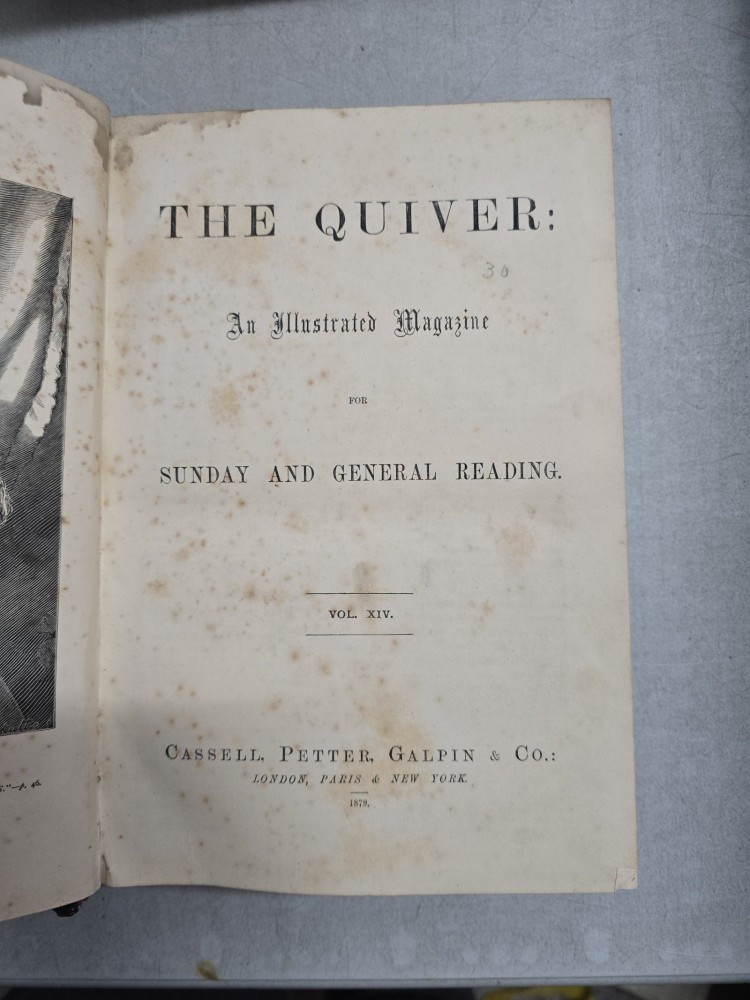 THE QUIVER:
30
An Illustrated Magazine
FOR
SUNDAY AND GENERAL READING.
VOL. XIV.
CASSELL, PETTER, GALPIN & CO.:
LONDON, PARIS & NEW YORK.
1879.
p. 46.